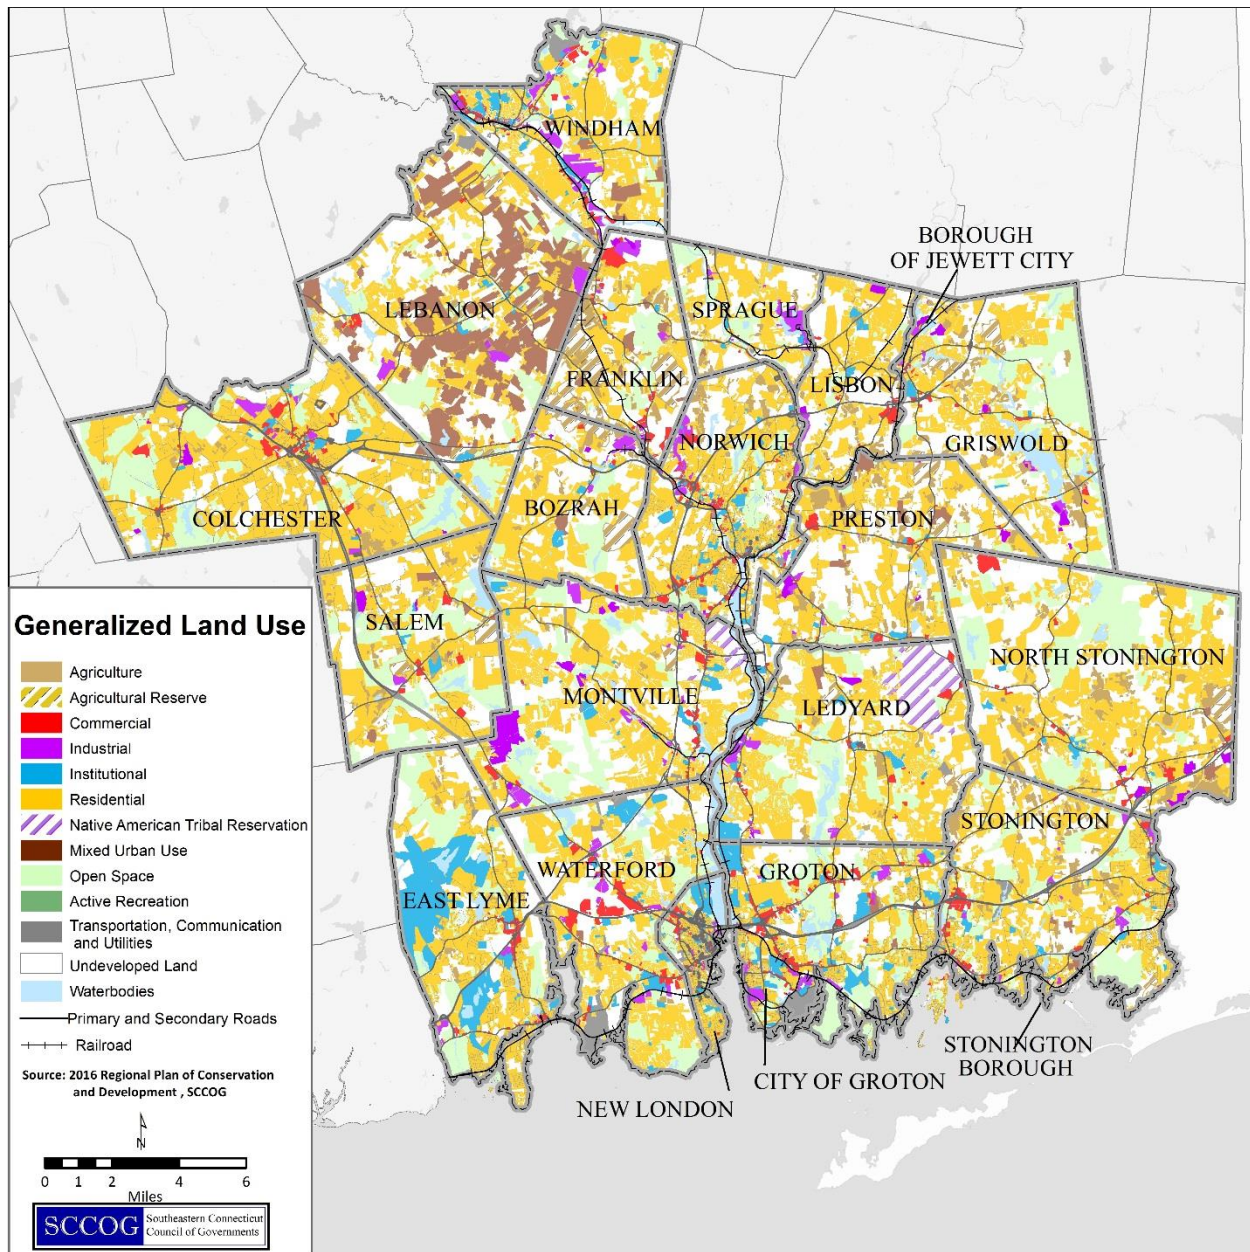 WINDHAM
BOROUGH
OF JEWETT CITY
LEBANON
SPRAGUE
FRANKLIN
LISBON
NORWICH
GRISWOLD
COLCHESTER
BOZRAH
PRESTON
SALEM
NORTH STONINGTON
MONTVILLE
LEDYARD
STONINGTON
WATERFORD
GROTON
EAST LYME
STONINGTON
BOROUGH
CITY OF GROTON
NEW LONDON
Generalized Land Use
Agriculture
Agricultural Reserve
Commercial
Industrial
Institutional
Residential
Native American Tribal Reservation
Mixed Urban Use
Open Space
Active Recreation
Transportation, Communication
and Utilities
Undeveloped Land
Waterbodies
Primary and Secondary Roads
Railroad
Source: 2016 Regional Plan of Conservation
and Development , SCCOG
N
0 1 2 4 6
Miles
SCCOG
Southeastern Connecticut
Council of Governments